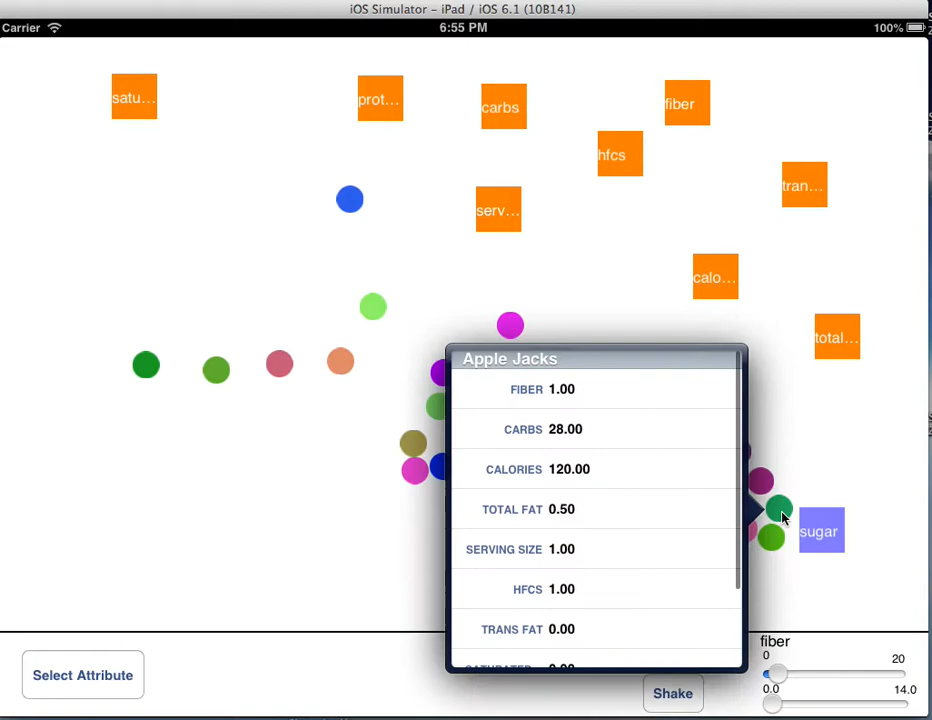 iOS Simulator – iPad / iOS 6.1 (10B141)
Carrier 6:55 PM 100%
satu...
prot...
carbs
fiber
hfcs
tran...
serv...
calo...
total...
Apple Jacks
FIBER 1.00
CARBS 28.00
CALORIES 120.00
TOTAL FAT 0.50
SERVING SIZE 1.00
HFCS 1.00
TRANS FAT 0.00
SATURATED 0.00
sugar
Select Attribute
Shake
fiber
0 20
0.0 14.0